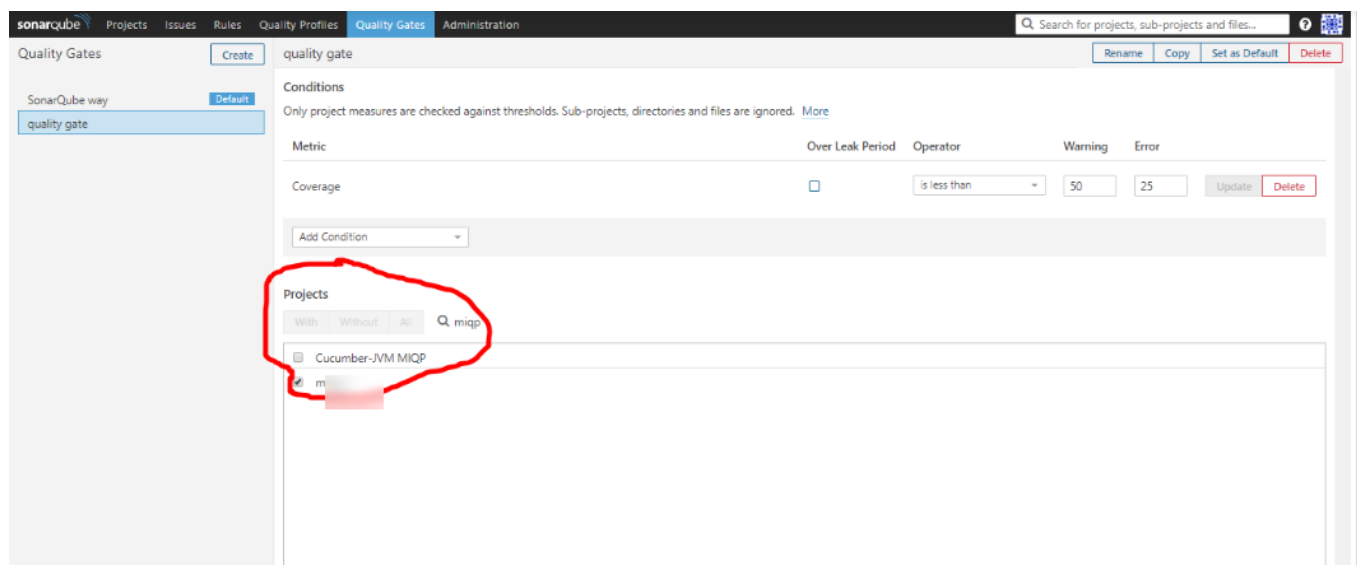 sonarqube Projects Issues Rules Quality Profiles Quality Gates Administration Search for projects, sub-projects and files...
Quality Gates Create quality gate Rename Copy Set as Default Delete
SonarQube way Default
quality gate
Conditions
Only project measures are checked against thresholds. Sub-projects, directories and files are ignored. More
Metric Over Leak Period Operator Warning Error
Coverage is less than 50 25 Update Delete
Add Condition
Projects
With Without All miqp
Cucumber-JVM MIQP
m